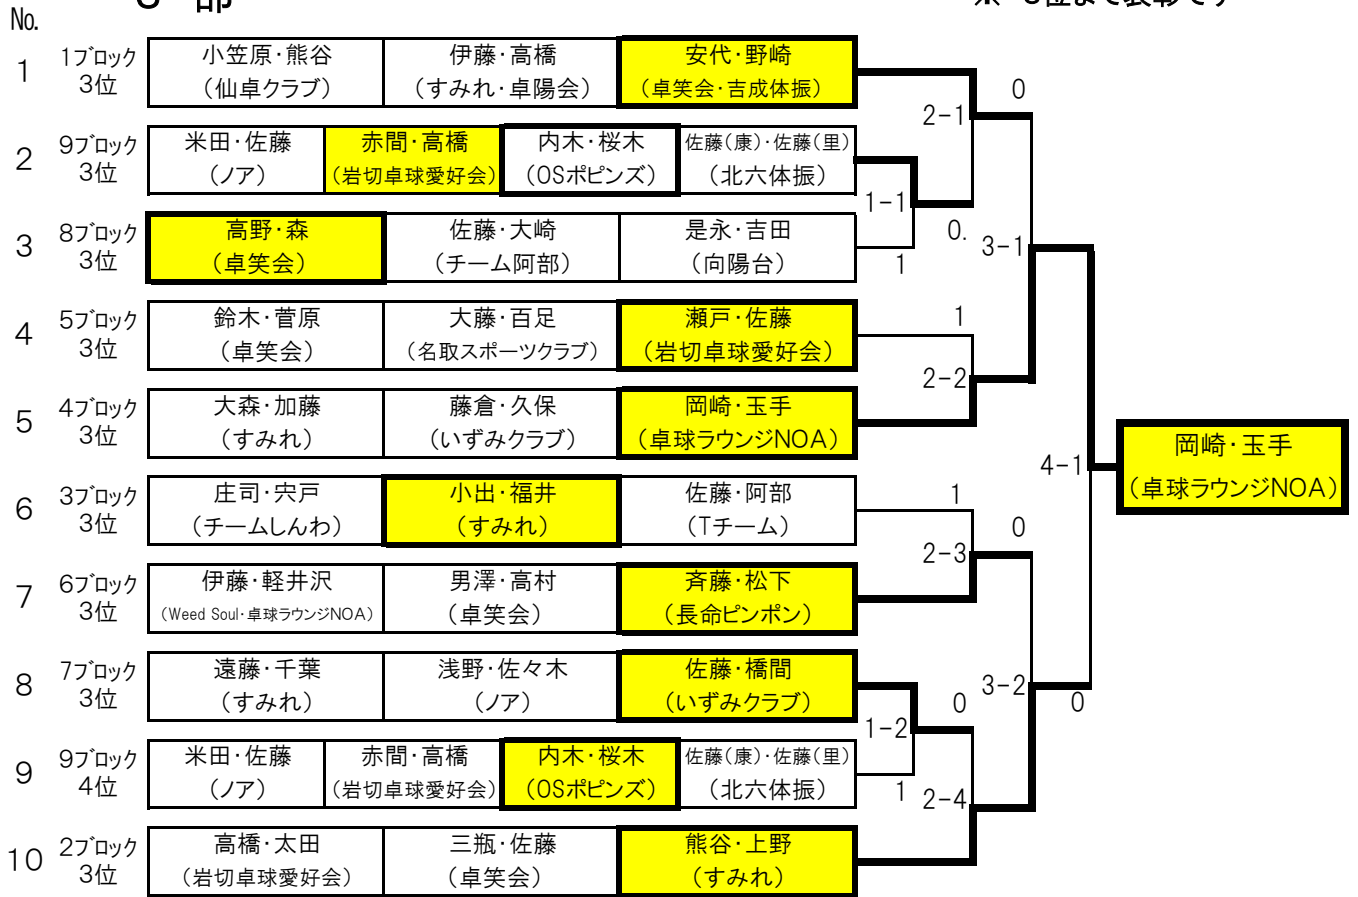 No.
1 1ブロック 3位 小笠原・熊谷 (仙卓クラブ) 伊藤・高橋 (すみれ・卓陽会) 安代・野崎 (卓笑会・吉成体振)
0
2-1
2 9ブロック 3位 米田・佐藤 (ノア) 赤間・高橋 (岩切卓球愛好会) 内木・桜木 (OSポピンズ) 佐藤(康)・佐藤(里) (北六体振)
1-1
0.
3-1
3 8ブロック 3位 高野・森 (卓笑会) 佐藤・大崎 (チーム阿部) 是永・吉田 (向陽台)
1
4 5ブロック 3位 鈴木・菅原 (卓笑会) 大藤・百足 (名取スポーツクラブ) 瀬戸・佐藤 (岩切卓球愛好会)
1
2-2
5 4ブロック 3位 大森・加藤 (すみれ) 藤倉・久保 (いずみクラブ) 岡崎・玉手 (卓球ラウンジNOA)
4-1
岡崎・玉手
(卓球ラウンジNOA)
6 3ブロック 3位 庄司・宍戸 (チームしんわ) 小出・福井 (すみれ) 佐藤・阿部 (Tチーム)
1
0
2-3
7 6ブロック 3位 伊藤・軽井沢 (Weed Soul・卓球ラウンジNOA) 男澤・高村 (卓笑会) 斉藤・松下 (長命ピンポン)
8 7ブロック 3位 遠藤・千葉 (すみれ) 浅野・佐々木 (ノア) 佐藤・橋間 (いずみクラブ)
3-2
0
0
1-2
9 9ブロック 4位 米田・佐藤 (ノア) 赤間・高橋 (岩切卓球愛好会) 内木・桜木 (OSポピンズ) 佐藤(康)・佐藤(里) (北六体振)
1
2-4
10 2ブロック 3位 高橋・太田 (岩切卓球愛好会) 三瓶・佐藤 (卓笑会) 熊谷・上野 (すみれ)